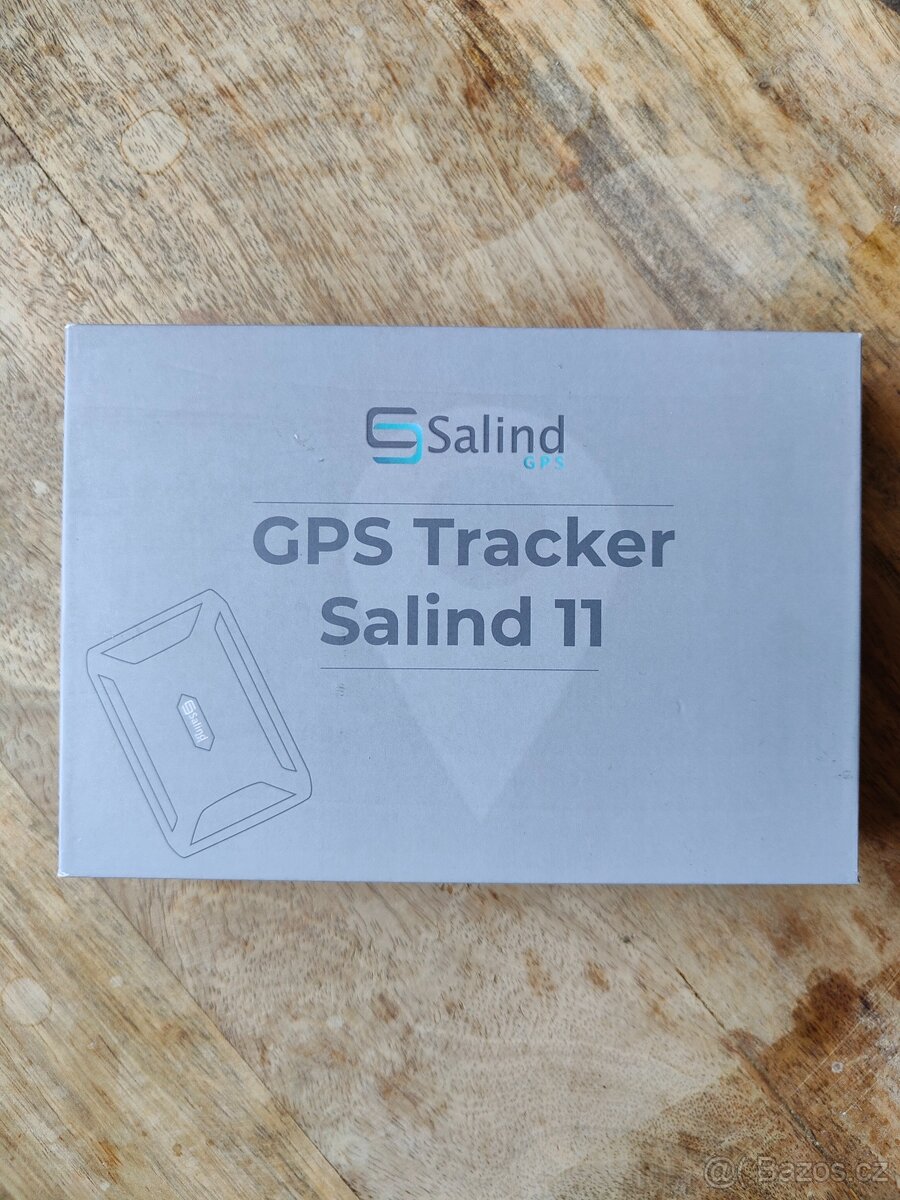 Salind
GPS
GPS Tracker
Salind 11
Salind
@ Bazos.cz